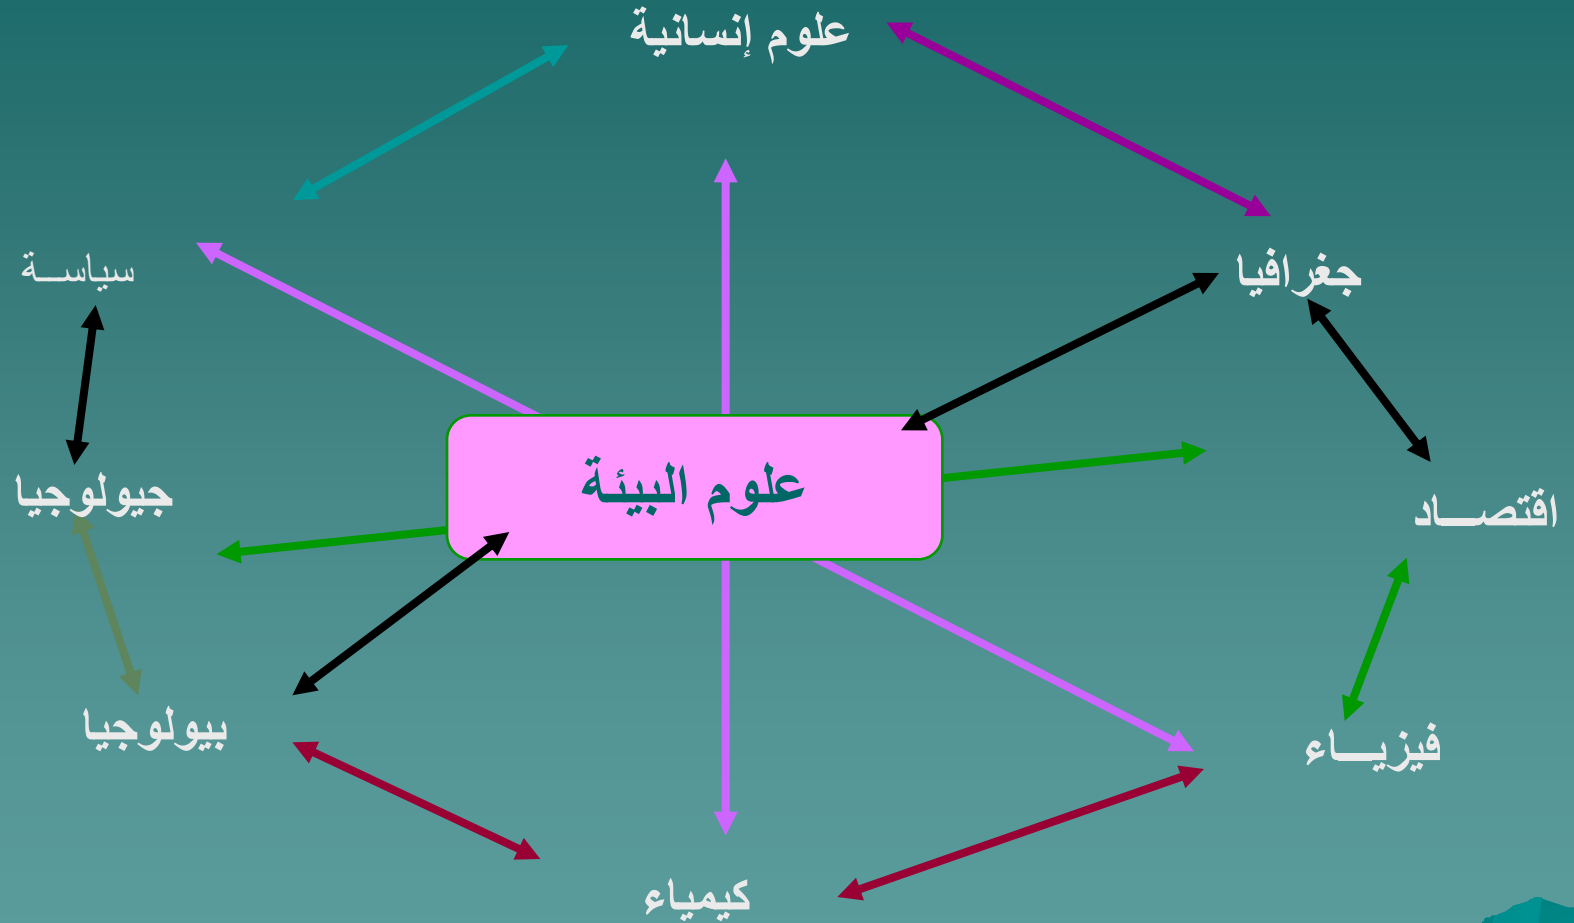 علوم إنسانية
جغرافيا
سياسة
علوم البيئة
اقتصاد
جيولوجيا
فيزياء
بيولوجيا
كيمياء